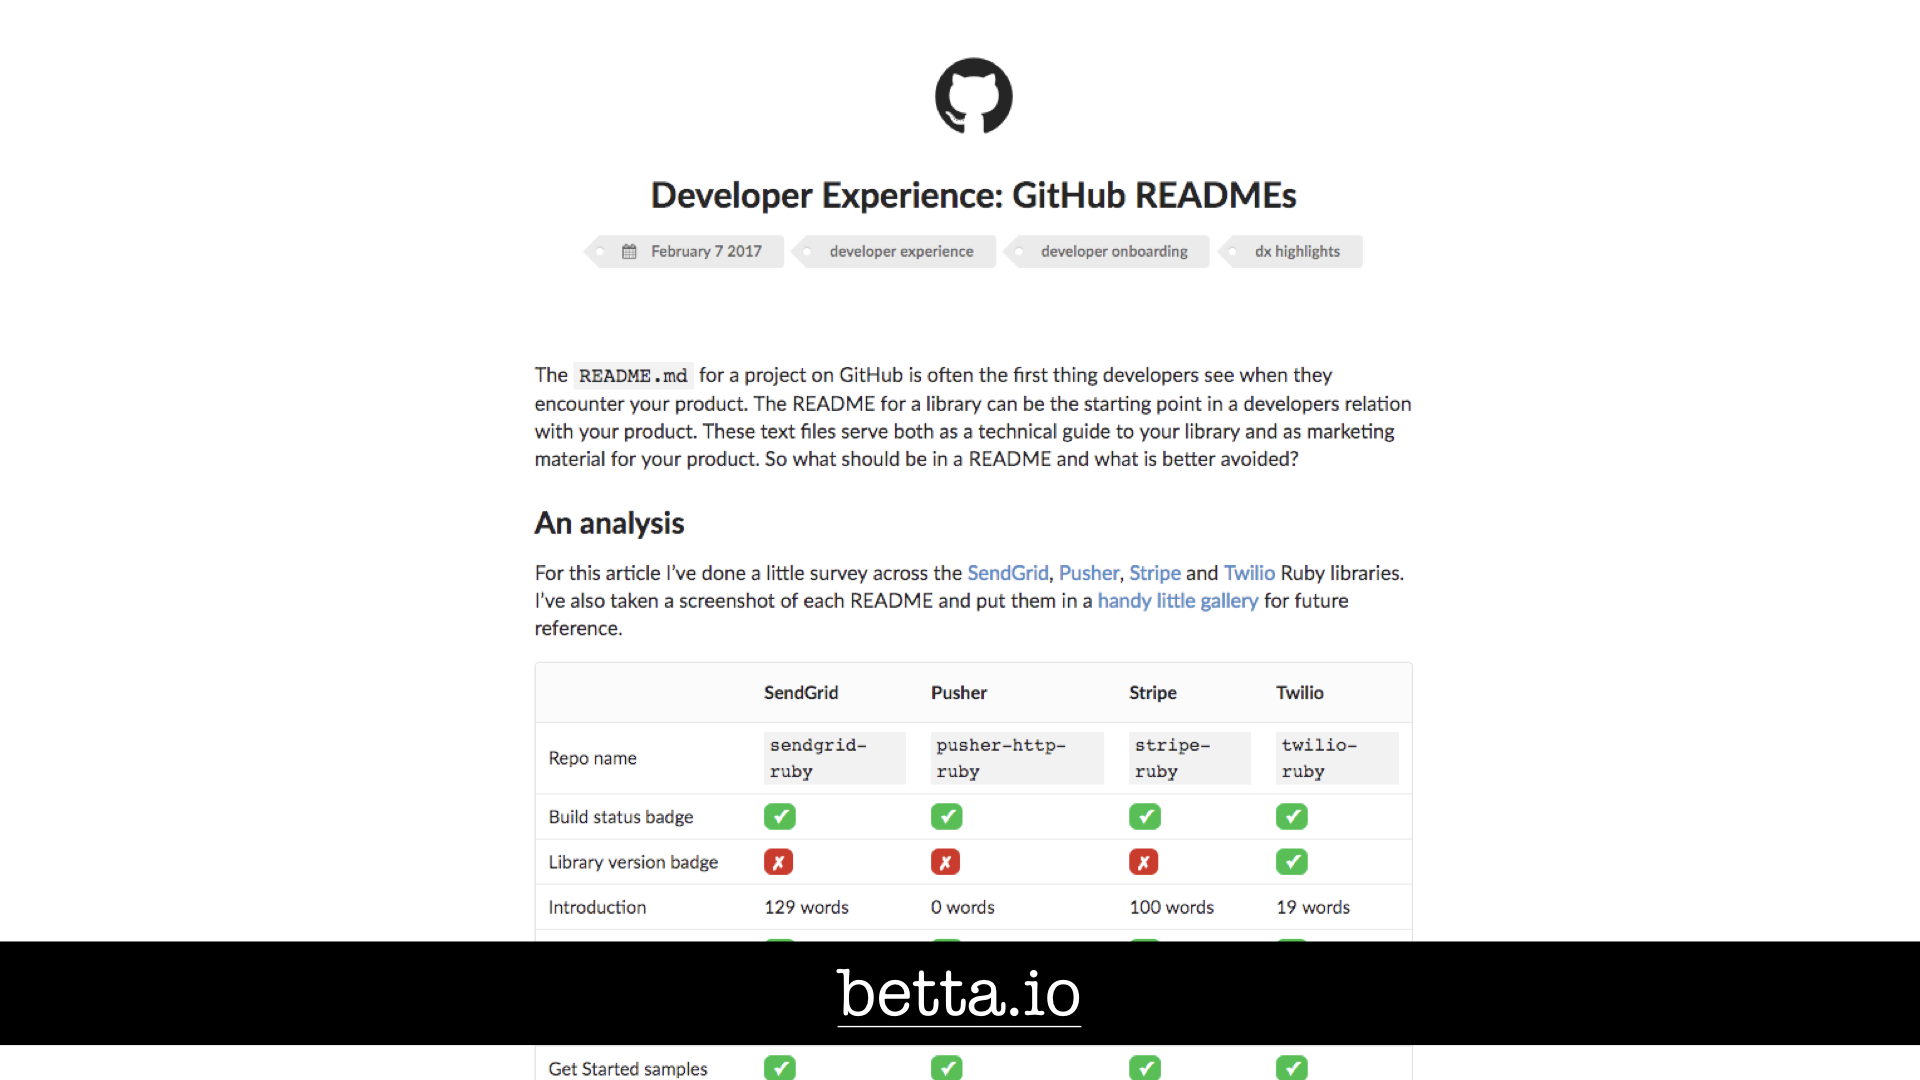 Developer Experience: GitHub READMEs
February 7 2017 developer experience developer onboarding dx highlights
The README.md for a project on GitHub is often the first thing developers see when they
encounter your product. The README for a library can be the starting point in a developers relation
with your product. These text files serve both as a technical guide to your library and as marketing
material for your product. So what should be in a README and what is better avoided?
An analysis
For this article I’ve done a little survey across the SendGrid, Pusher, Stripe and Twilio Ruby libraries.
I’ve also taken a screenshot of each README and put them in a handy little gallery for future
reference.
SendGrid Pusher Stripe Twilio
Repo name sendgrid-ruby pusher-http-ruby stripe-ruby twilio-ruby
Build status badge ✓ ✓ ✓ ✓
Library version badge ✗ ✗ ✗ ✓
Introduction 129 words 0 words 100 words 19 words
betta.io
Get Started samples ✓ ✓ ✓ ✓